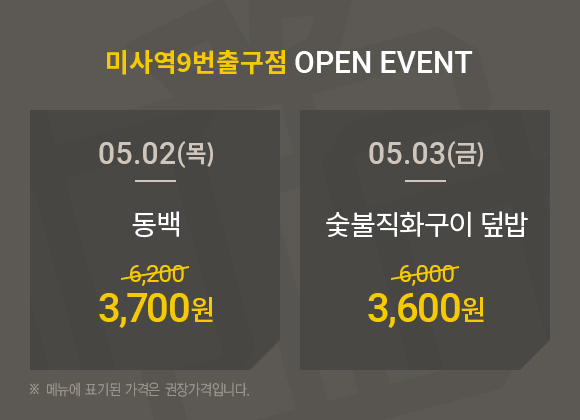 미사역9번출구점 OPEN EVENT
05.02(목)
동백
6,200
3,700원
05.03(금)
숯불직화구이 덮밥
6,000
3,600원
※ 메뉴에 표기된 가격은 권장가격입니다.